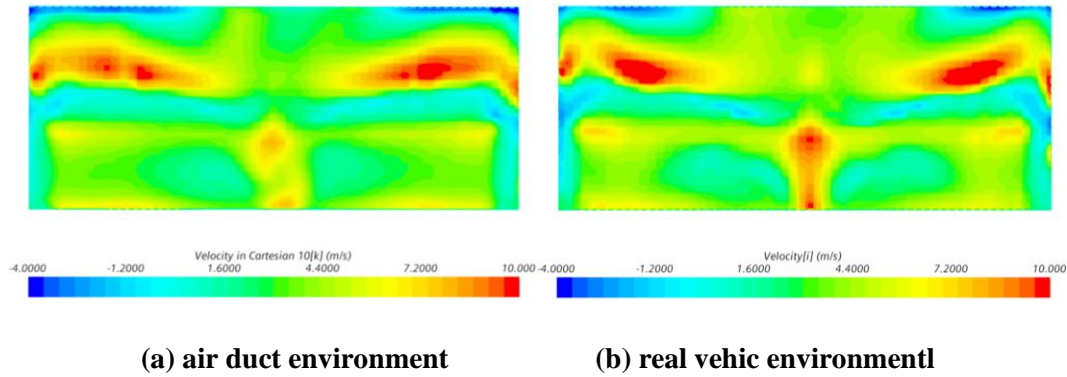 Velocity in Cartesian 10[k] (m/s)
-4.0000 -1.2000 1.6000 4.4000 7.2000 10.000
Velocity[i] (m/s)
-4.0000 -1.2000 1.6000 4.4000 7.2000 10.000
(a) air duct environment
(b) real vehic environmentl